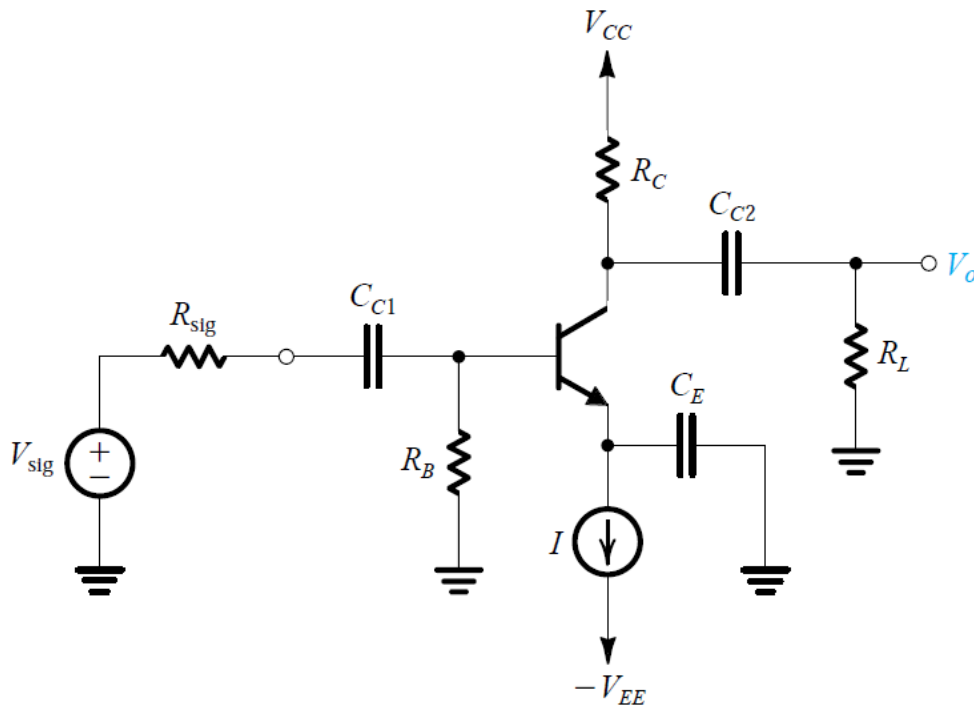 V_CC
R_C
C_C2
V_o
C_C1
R_sig
R_L
C_E
V_sig
+
−
R_B
I
−V_EE